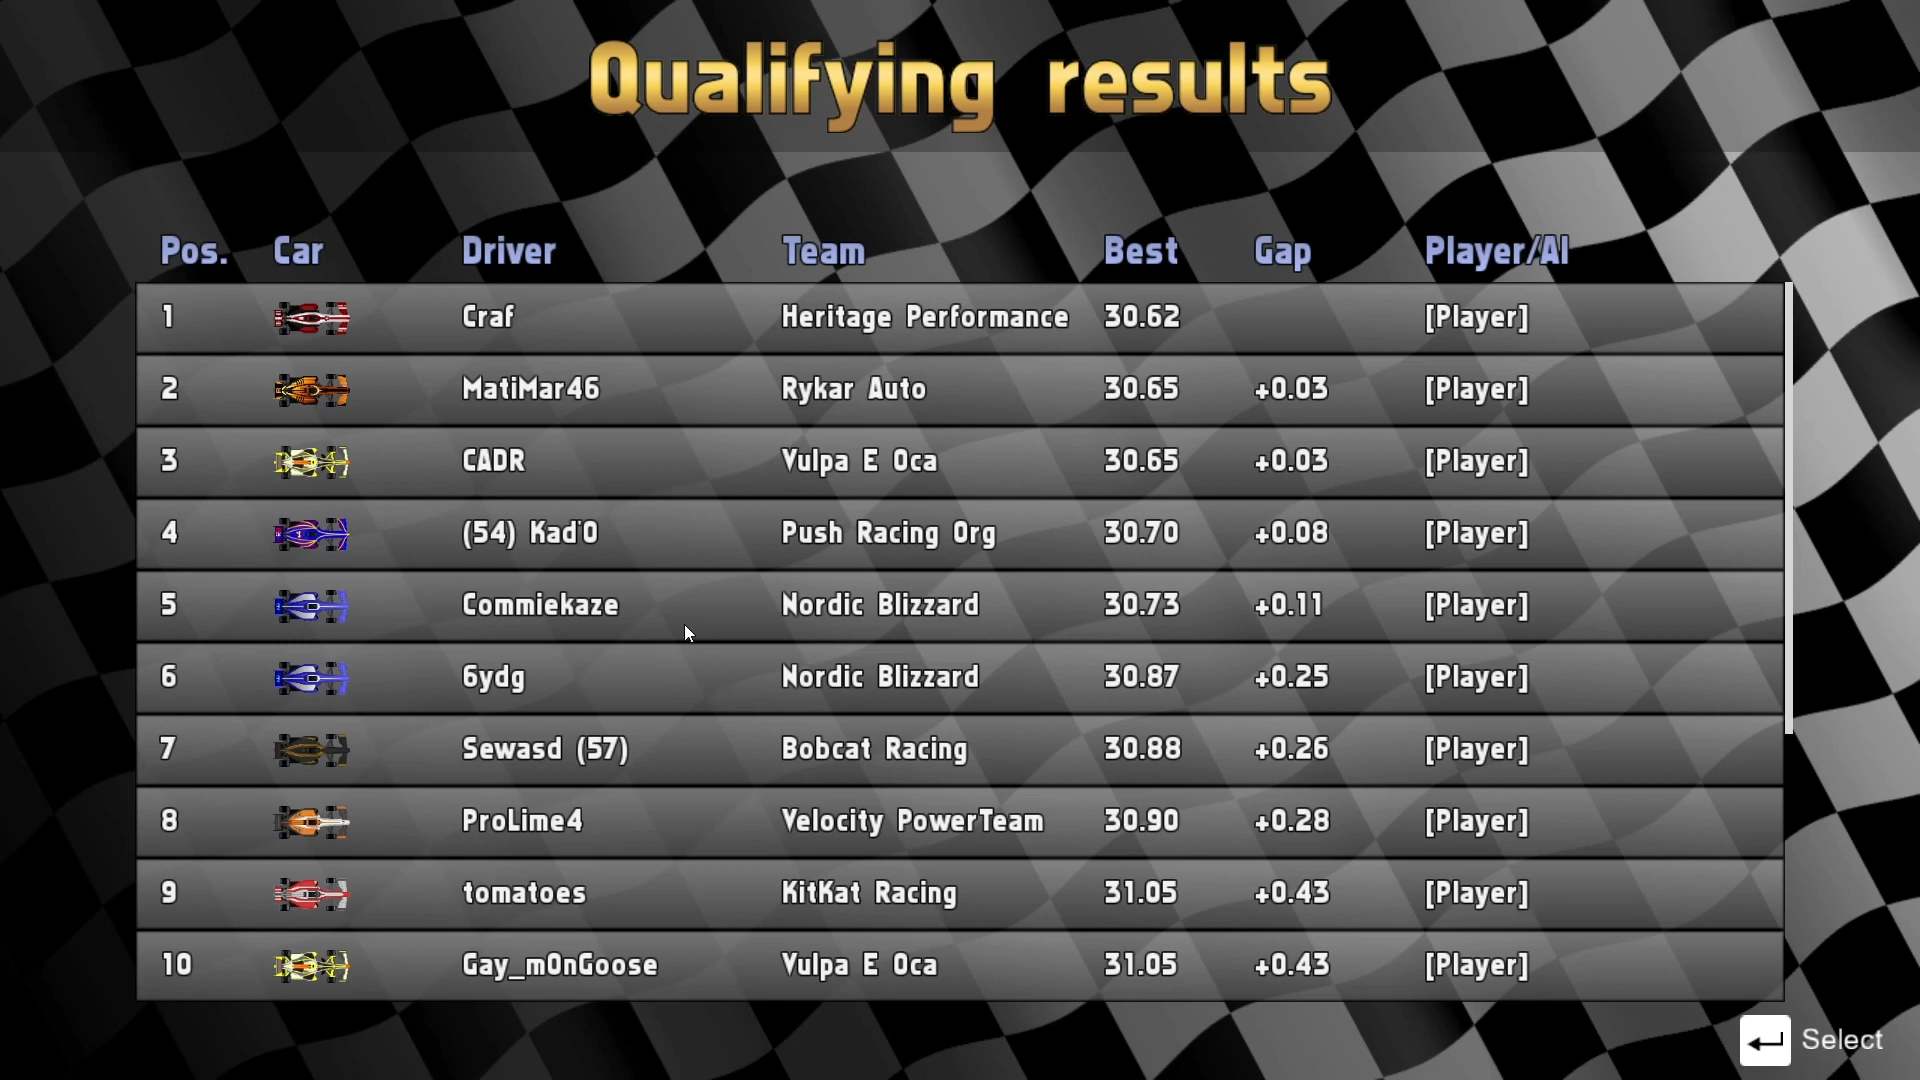 Qualifying results
Pos. Car Driver Team Best Gap Player/AI
1 Craf Heritage Performance 30.62 [Player]
2 MatiMar46 Rykar Auto 30.65 +0.03 [Player]
3 CADR Vulpa E Oca 30.65 +0.03 [Player]
4 (54) Kad'O Push Racing Org 30.70 +0.08 [Player]
5 Commiekaze Nordic Blizzard 30.73 +0.11 [Player]
6 6ydg Nordic Blizzard 30.87 +0.25 [Player]
7 Sewasd (57) Bobcat Racing 30.88 +0.26 [Player]
8 ProLime4 Velocity PowerTeam 30.90 +0.28 [Player]
9 tomatoes KitKat Racing 31.05 +0.43 [Player]
10 Gay_m0nGoose Vulpa E Oca 31.05 +0.43 [Player]
Select